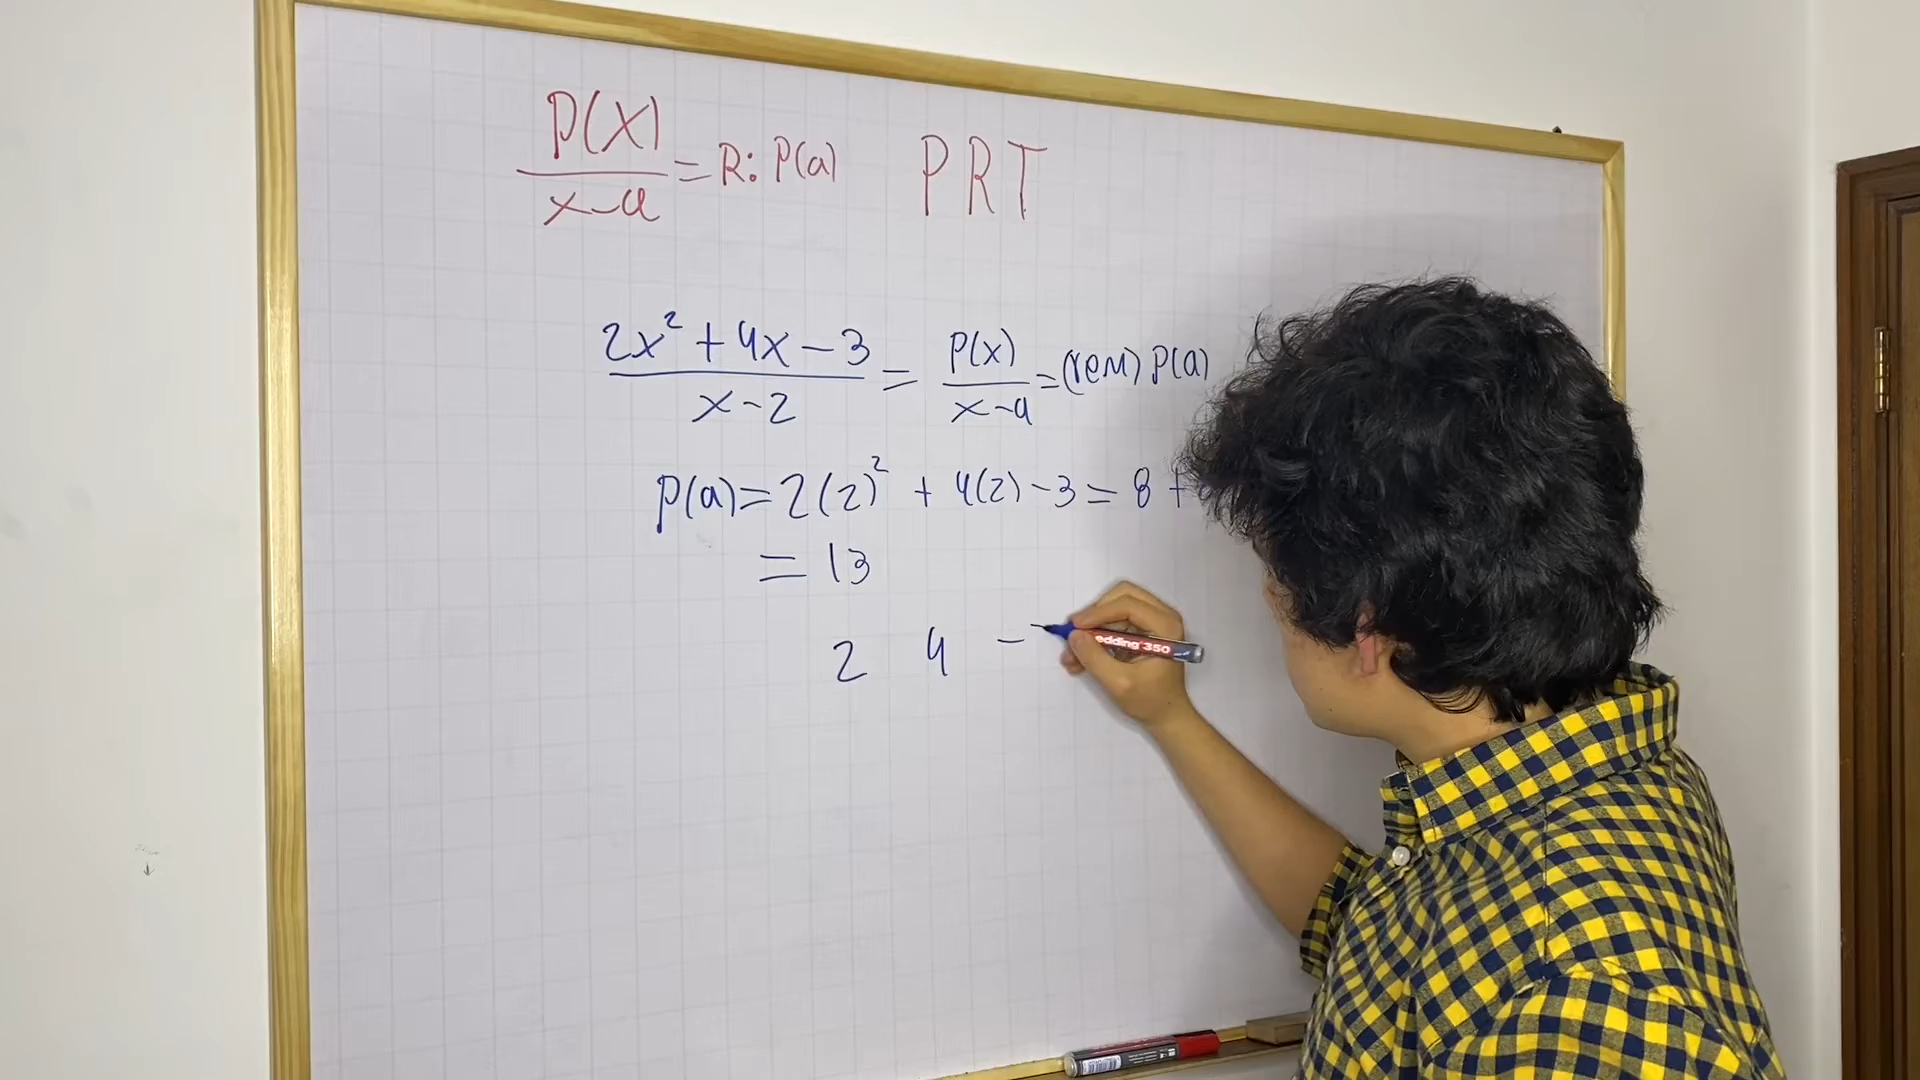 P(X)/x-a = R: P(a) PRT
2x² + 4x - 3/x - 2 = P(x)/x-a = (rem) P(a)
P(a) = 2(2)² + 4(2) - 3 = 8 +
= 13
2 4 -
edding 350